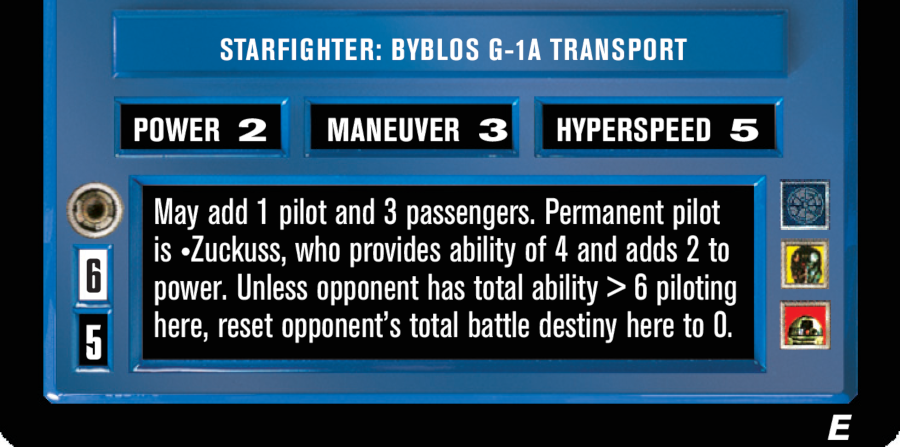 STARFIGHTER: BYBLOS G-1A TRANSPORT
POWER 2
MANEUVER 3
HYPERSPEED 5
May add 1 pilot and 3 passengers. Permanent pilot
is •Zuckuss, who provides ability of 4 and adds 2 to
power. Unless opponent has total ability > 6 piloting
here, reset opponent's total battle destiny here to 0.
6
5
E